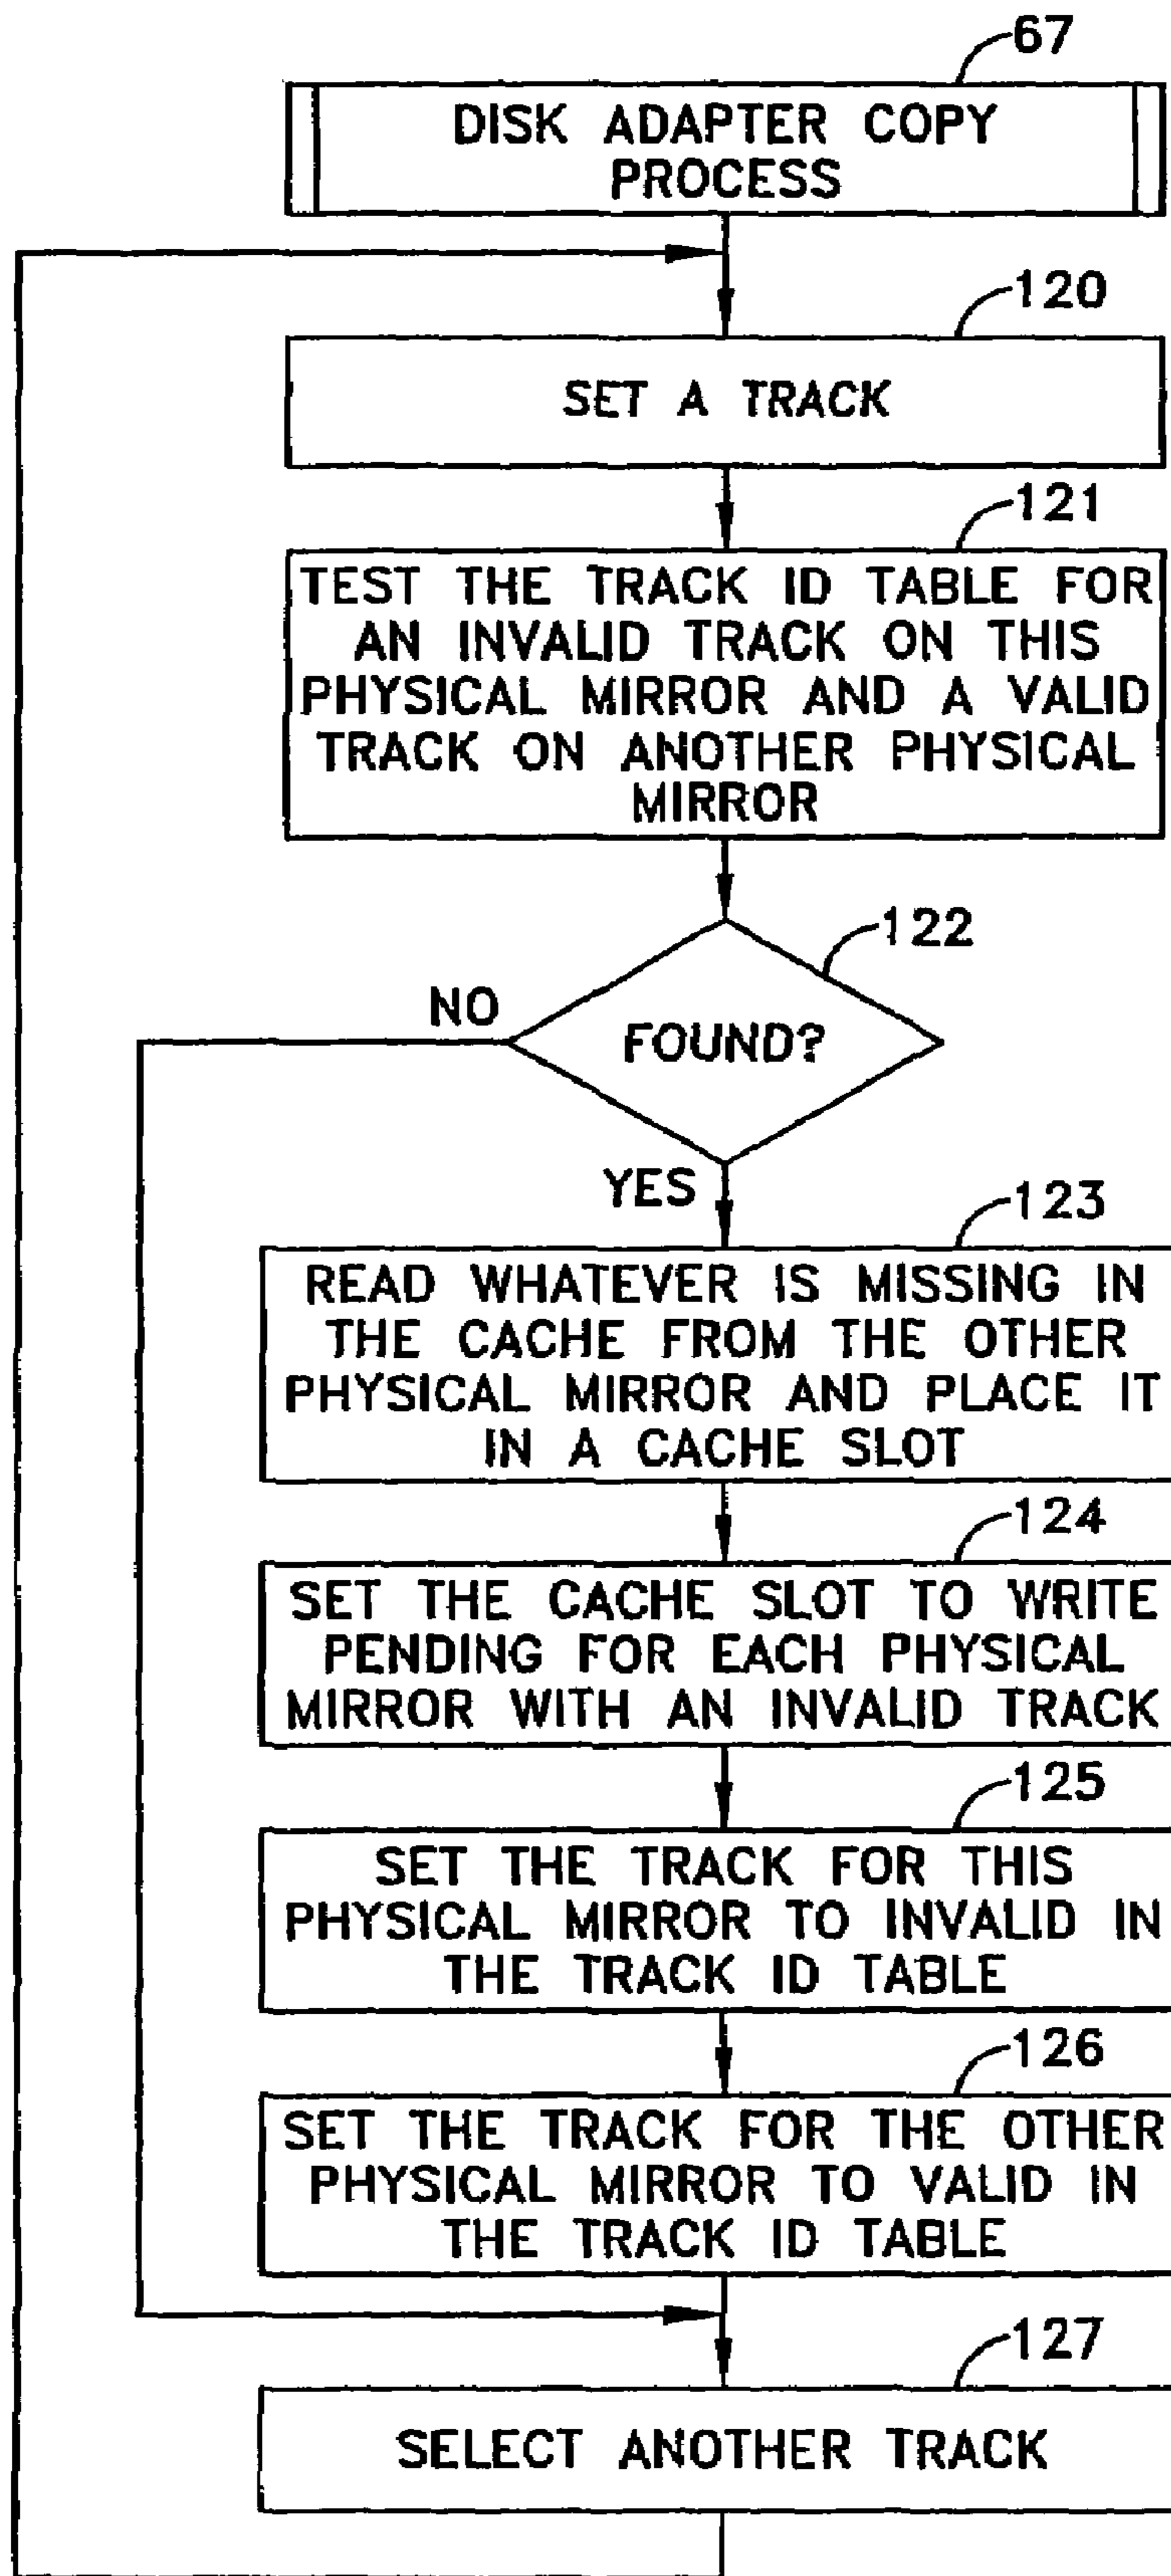 67
DISK ADAPTER COPY
PROCESS
120
SET A TRACK
121
TEST THE TRACK ID TABLE FOR
AN INVALID TRACK ON THIS
PHYSICAL MIRROR AND A VALID
TRACK ON ANOTHER PHYSICAL
MIRROR
122
NO
FOUND?
YES
123
READ WHATEVER IS MISSING IN
THE CACHE FROM THE OTHER
PHYSICAL MIRROR AND PLACE IT
IN A CACHE SLOT
124
SET THE CACHE SLOT TO WRITE
PENDING FOR EACH PHYSICAL
MIRROR WITH AN INVALID TRACK
125
SET THE TRACK FOR THIS
PHYSICAL MIRROR TO INVALID IN
THE TRACK ID TABLE
126
SET THE TRACK FOR THE OTHER
PHYSICAL MIRROR TO VALID IN
THE TRACK ID TABLE
127
SELECT ANOTHER TRACK